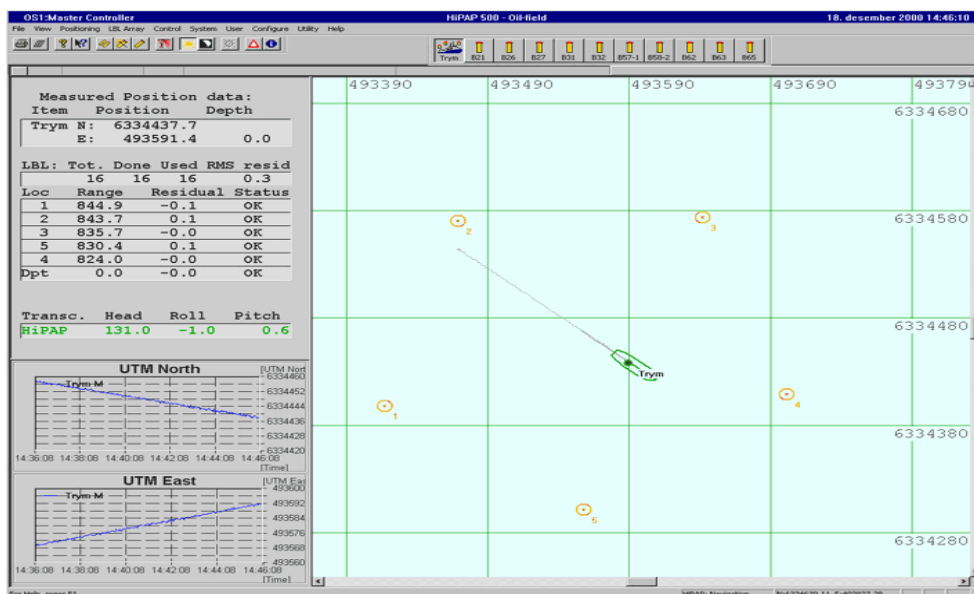 OS1:Master Controller HiPAP 500 - Oil-field 18. desember 2000 14:46:10
File View Positioning LBL Array Control System User Configure Utility Help
Trym B21 B26 B27 B31 B32 B57-1 B58-2 B62 B63 B65
493390 493490 493590 493690 493794
6334680
6334580
6334480
6334380
6334280
Measured Position data:
Item Position Depth
Trym N: 6334437.7
E: 493591.4 0.0
LBL: Tot. Done Used RMS resid
16 16 16 0.3
Loc Range Residual Status
1 844.9 -0.1 OK
2 843.7 0.1 OK
3 835.7 -0.0 OK
5 830.4 0.1 OK
4 824.0 -0.0 OK
Dpt 0.0 -0.0 OK
Transc. Head Roll Pitch
HiPAP 131.0 -1.0 0.6
2
3
Trym
1
4
5
UTM North
[UTM Nort
Trym-M
6334460
6334452
6334444
6334436
6334428
6334420
14:36:08 14:38:08 14:40:08 14:42:08 14:44:08 14:46:08
[Time]
UTM East
[UTM Eas
Trym-M
493600
493592
493584
493576
493568
493560
14:36:08 14:38:08 14:40:08 14:42:08 14:44:08 14:46:08
[Time]